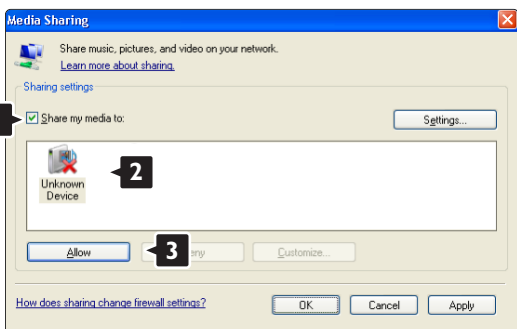 Media Sharing
Share music, pictures, and video on your network.
Learn more about sharing.
Sharing settings
Share my media to:
Settings...
2
Unknown
Device
Allow
3
eny
Customize...
How does sharing change firewall settings?
OK
Cancel
Apply